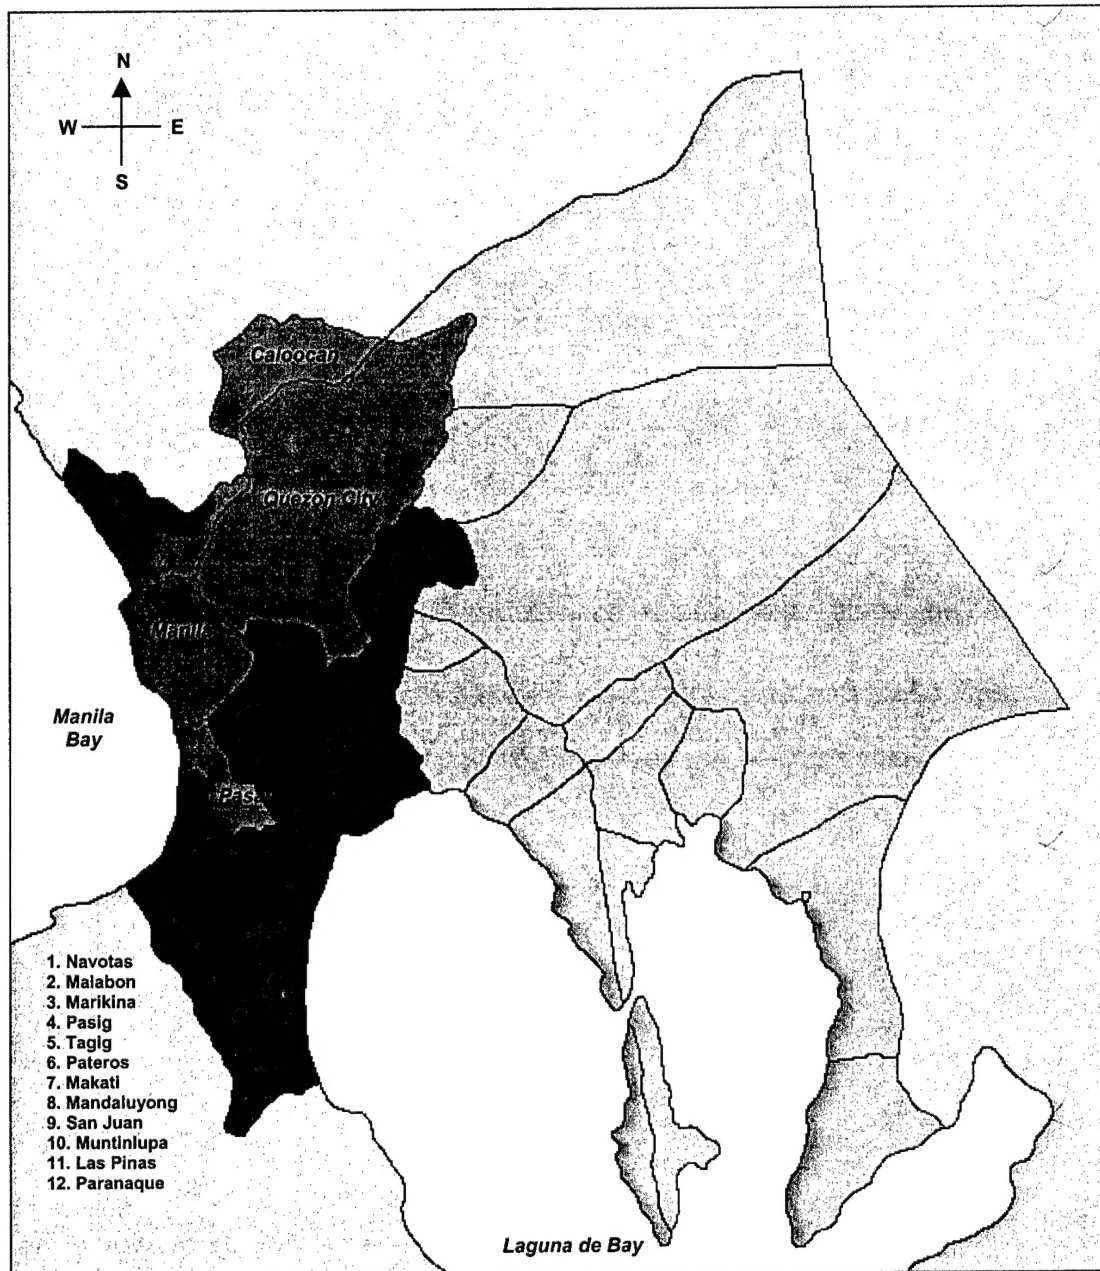 N
W E
S
Caloocan
Quezon City
Manila
Manila
Bay
Pas
1. Navotas
2. Malabon
3. Marikina
4. Pasig
5. Tagig
6. Pateros
7. Makati
8. Mandaluyong
9. San Juan
10. Muntinlupa
11. Las Pinas
12. Paranaque
Laguna de Bay